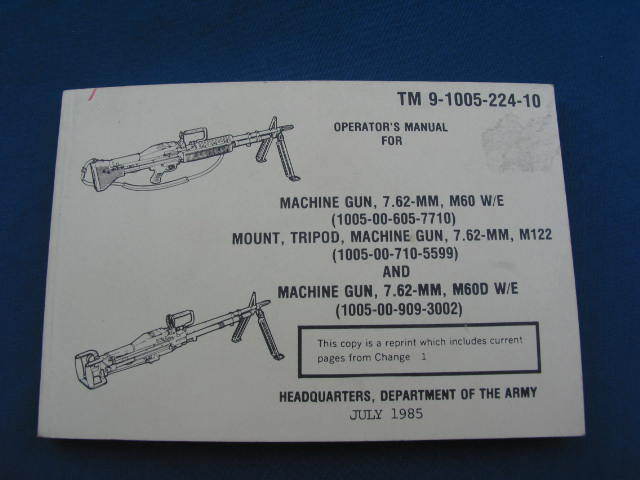 TM 9-1005-224-10
OPERATOR'S MANUAL
FOR
MACHINE GUN, 7.62-MM, M60 W/E
(1005-00-605-7710)
MOUNT, TRIPOD, MACHINE GUN, 7.62-MM, M122
(1005-00-710-5599)
AND
MACHINE GUN, 7.62-MM, M60D W/E
(1005-00-909-3002)
This copy is a reprint which includes current
pages from Change 1
HEADQUARTERS, DEPARTMENT OF THE ARMY
JULY 1985